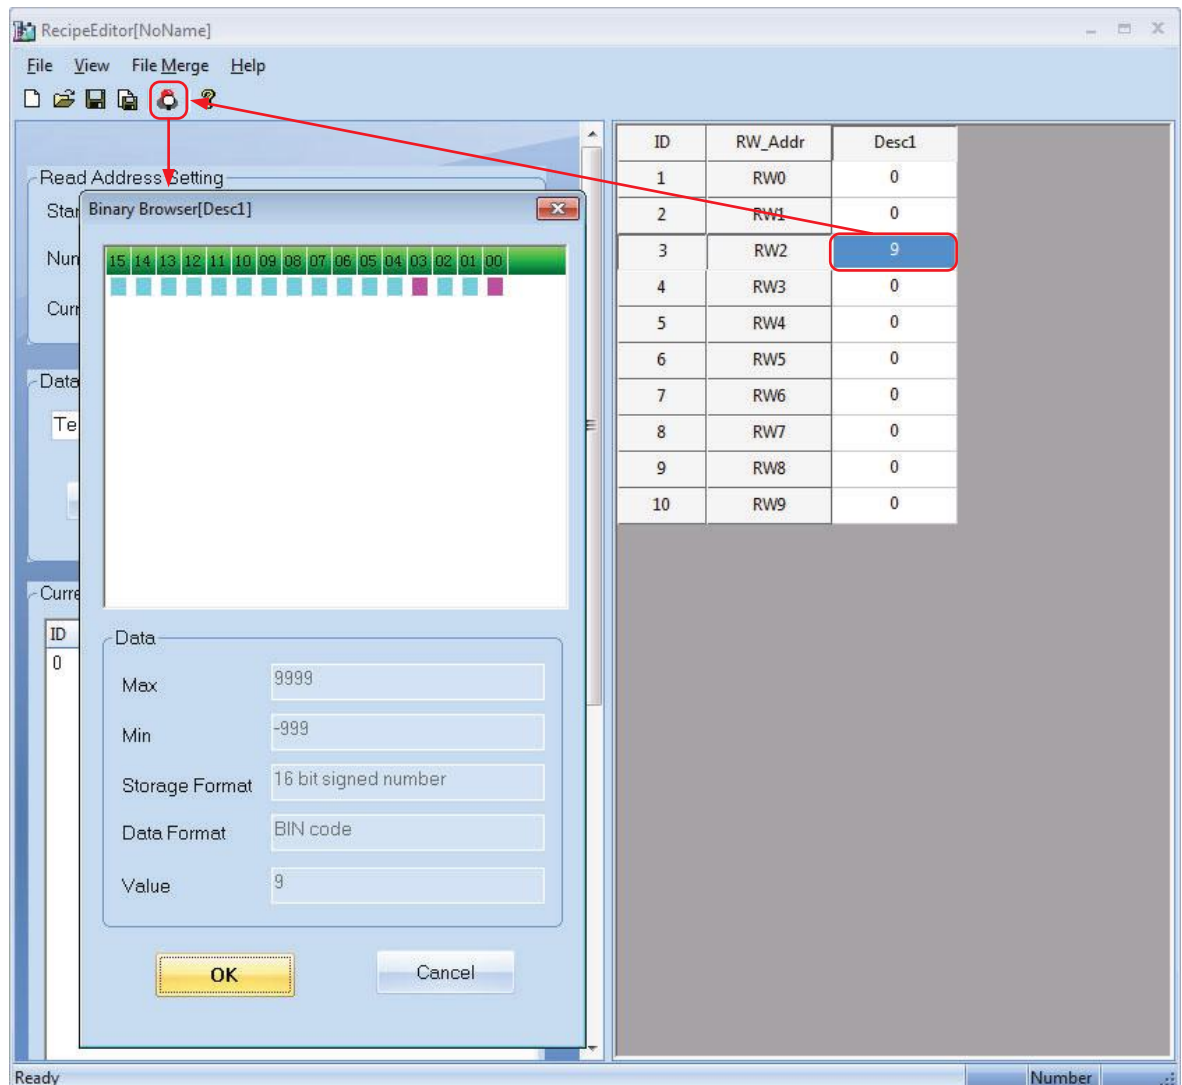 RecipeEditor[NoName]
File View File Merge Help
Read Address Setting
Star
Num
Curr
Data
Te
Curre
ID
0
Binary Browser[Desc1]
15 14 13 12 11 10 09 08 07 06 05 04 03 02 01 00
Data
Max 9999
Min -999
Storage Format 16 bit signed number
Data Format BIN code
Value 9
OK Cancel
ID RW_Addr Desc1
1 RW0 0
2 RW1 0
3 RW2 9
4 RW3 0
5 RW4 0
6 RW5 0
7 RW6 0
8 RW7 0
9 RW8 0
10 RW9 0
Ready Number